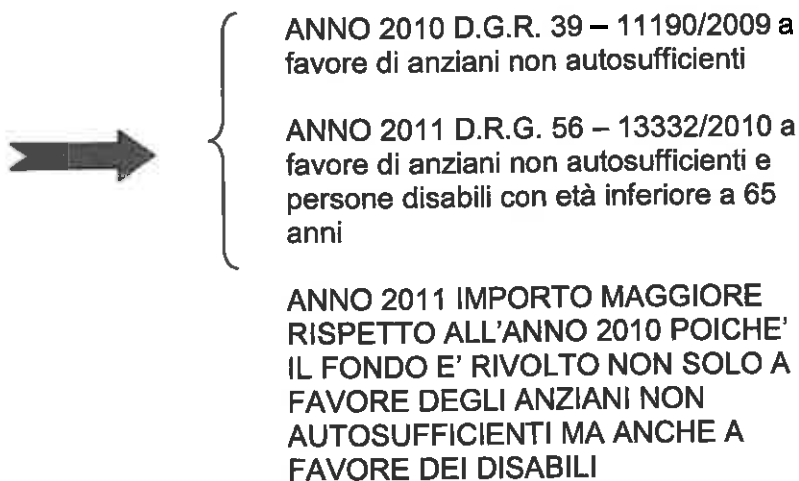 ANNO 2010 D.G.R. 39 – 11190/2009 a
favore di anziani non autosufficienti
ANNO 2011 D.R.G. 56 – 13332/2010 a
favore di anziani non autosufficienti e
persone disabili con età inferiore a 65
anni
ANNO 2011 IMPORTO MAGGIORE
RISPETTO ALL'ANNO 2010 POICHE'
IL FONDO E' RIVOLTO NON SOLO A
FAVORE DEGLI ANZIANI NON
AUTOSUFFICIENTI MA ANCHE A
FAVORE DEI DISABILI